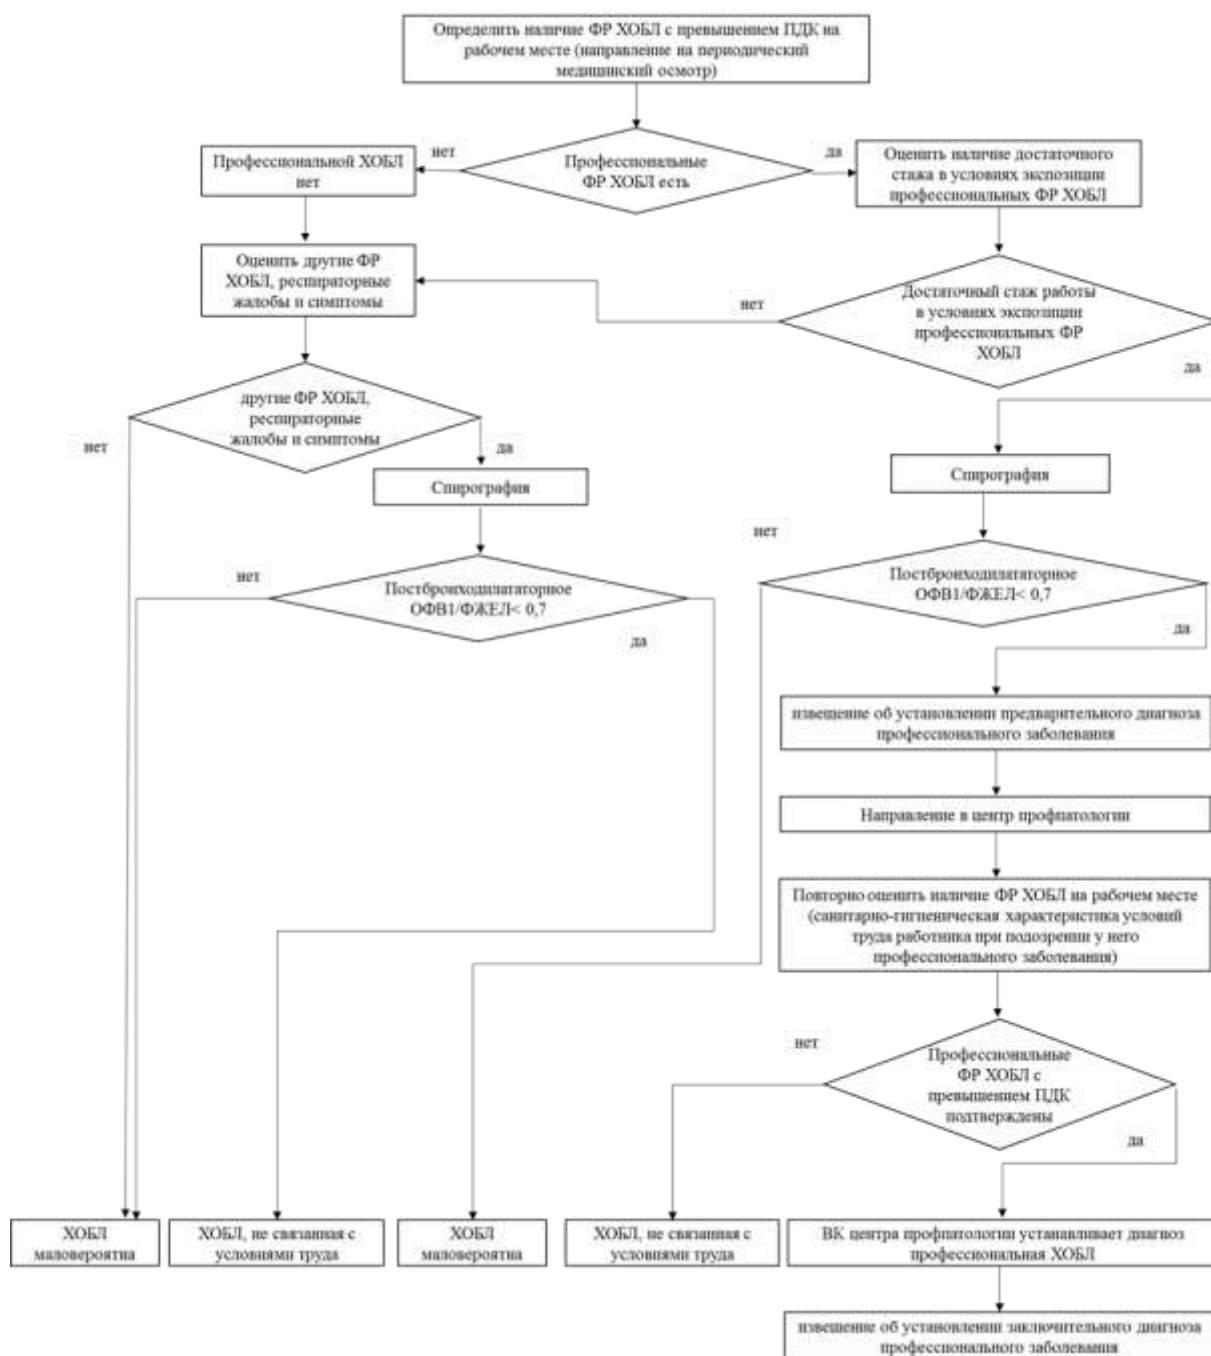 Определить наличие ФР ХОБЛ с превышением ПДК на
рабочем месте (направление на периодический
медицинский осмотр)
нет
да
Профессиональной ХОБЛ
нет
Профессиональные
ФР ХОБЛ есть
Оценить наличие достаточного
стажа в условиях экспозиции
профессиональных ФР ХОБЛ
Оценить другие ФР
ХОБЛ, респираторные
жалобы и симптомы
нет
Достаточный стаж работы
в условиях экспозиции
профессиональных ФР
ХОБЛ
да
другие ФР ХОБЛ,
респираторные
жалобы и симптомы
нет
да
Спирография
Спирография
нет
нет
Постбронходилататорное
ОФВ1/ФЖЕЛ< 0,7
да
Постбронходилататорное
ОФВ1/ФЖЕЛ< 0,7
да
извещение об установлении предварительного диагноза
профессионального заболевания
Направление в центр профпатологии
Повторно оценить наличие ФР ХОБЛ на рабочем месте
(санитарно-гигиеническая характеристика условий
труда работника при подозрении у него
профессионального заболевания)
нет
Профессиональные
ФР ХОБЛ с
превышением ПДК
подтверждены
да
ХОБЛ
маловероятна
ХОБЛ, не связанная с
условиями труда
ХОБЛ
маловероятна
ХОБЛ, не связанная с
условиями труда
ВК центра профпатологии устанавливает диагноз
профессиональная ХОБЛ
извещение об установлении заключительного диагноза
профессионального заболевания